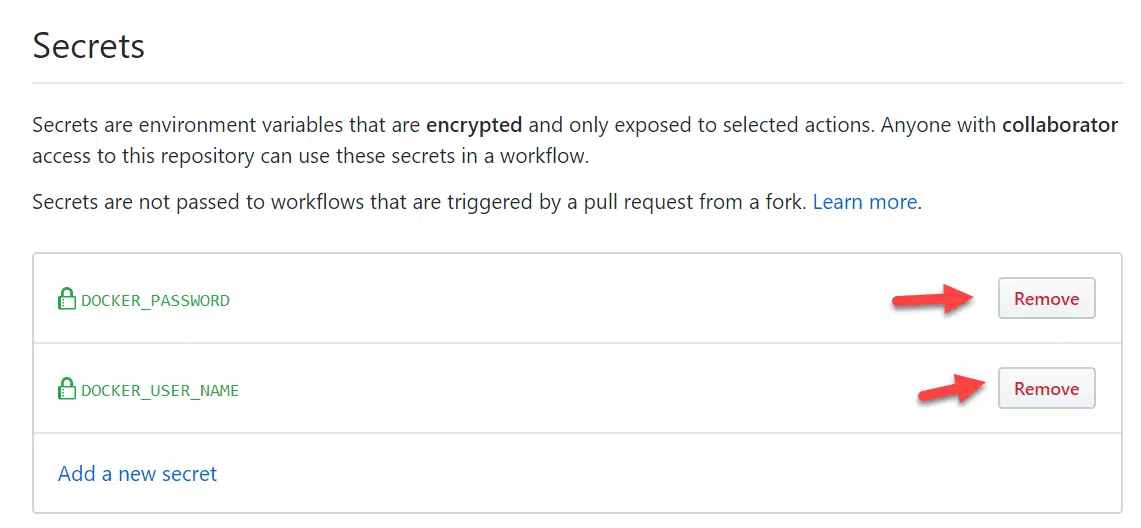 Secrets
Secrets are environment variables that are encrypted and only exposed to selected actions. Anyone with collaborator
access to this repository can use these secrets in a workflow.
Secrets are not passed to workflows that are triggered by a pull request from a fork. Learn more.
DOCKER_PASSWORD
Remove
DOCKER_USER_NAME
Remove
Add a new secret